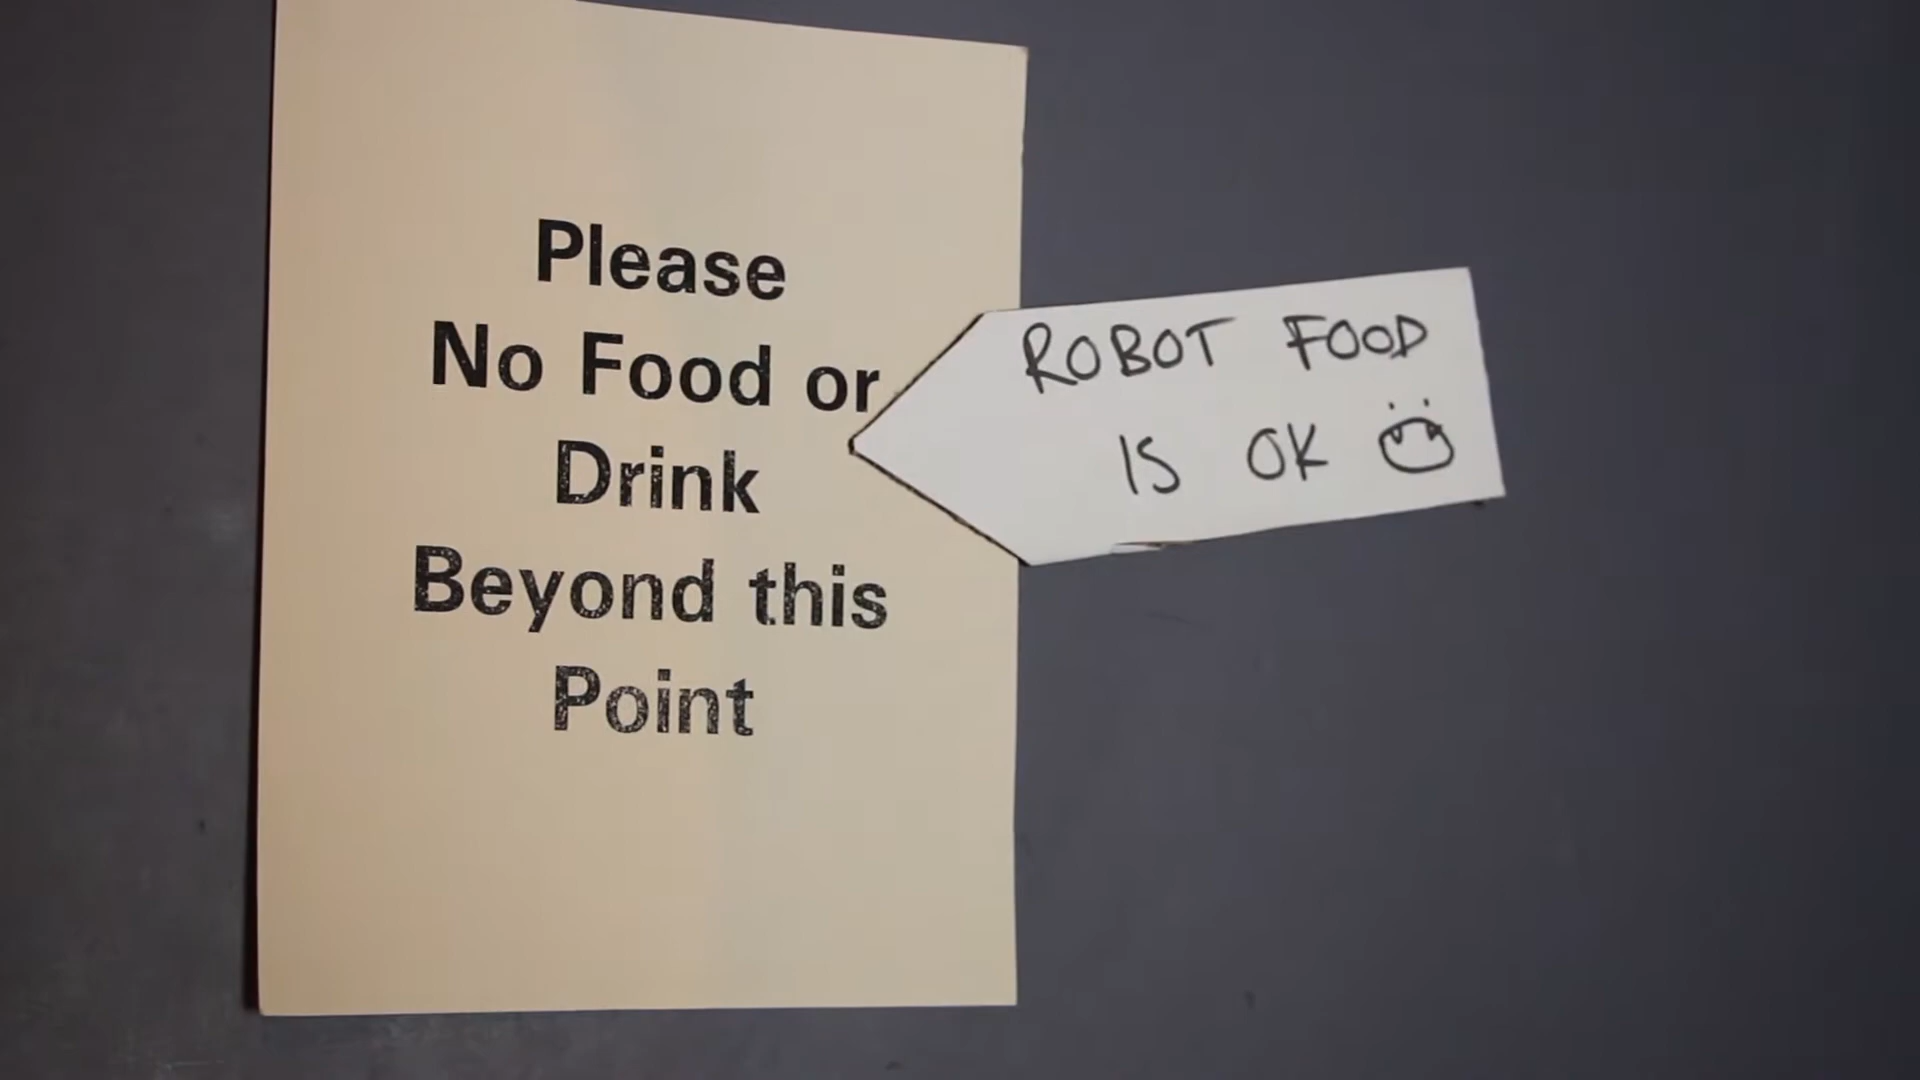 Please
No Food or
Drink
Beyond this
Point
ROBOT FOOD
IS OK